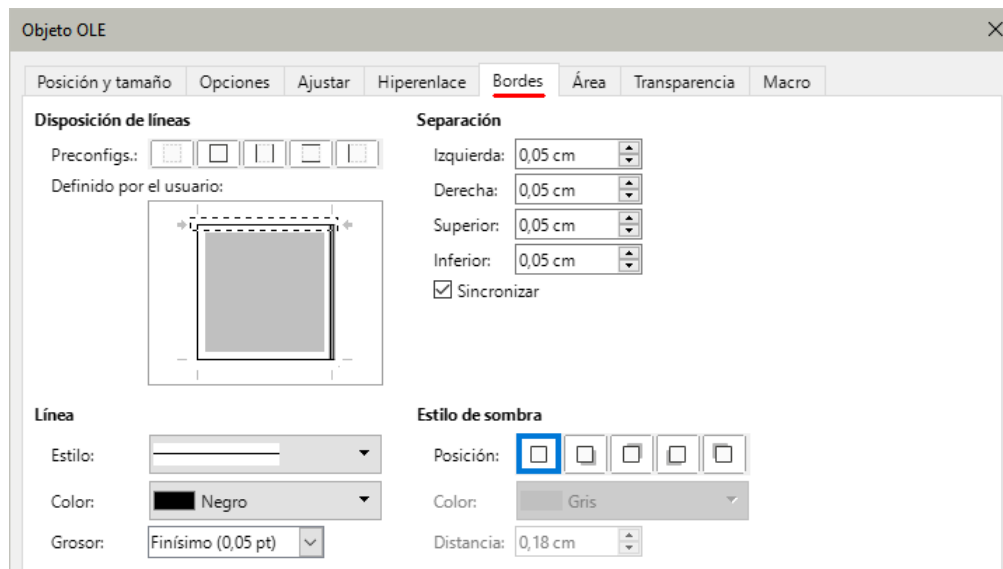 Objeto OLE
Posición y tamaño Opciones Ajustar Hiperenlace Bordes Área Transparencia Macro
Disposición de líneas
Preconfigs.:
Definido por el usuario:
Separación
Izquierda: 0,05 cm
Derecha: 0,05 cm
Superior: 0,05 cm
Inferior: 0,05 cm
Sincronizar
Línea
Estilo:
Color: Negro
Grosor: Finísimo (0,05 pt)
Estilo de sombra
Posición:
Color: Gris
Distancia: 0,18 cm